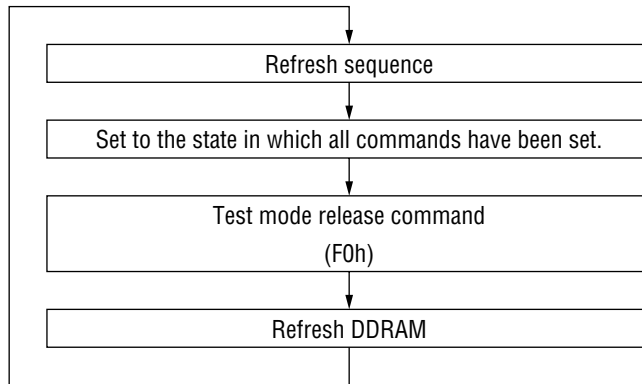 Refresh sequence
Set to the state in which all commands have been set.
Test mode release command
(F0h)
Refresh DDRAM